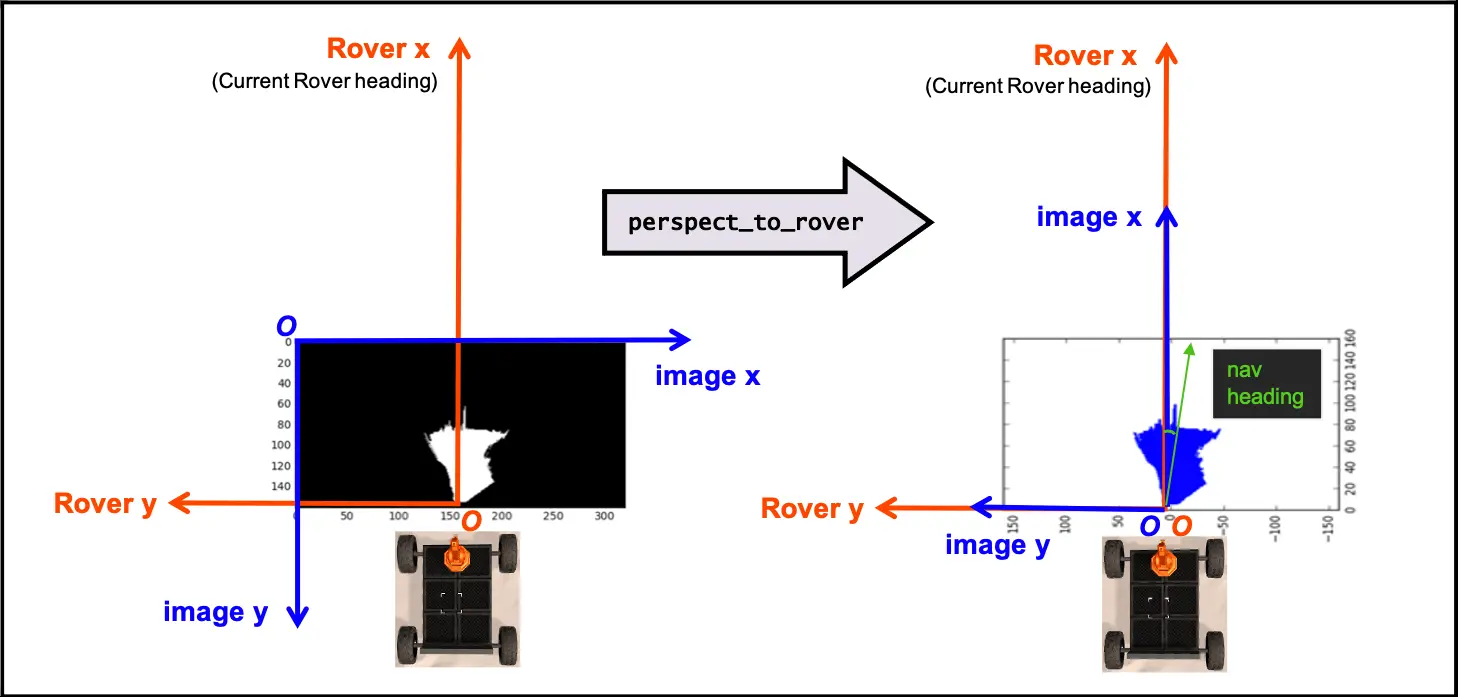 Rover x
(Current Rover heading)
O
0
20
40
60
80
100
120
140
image x
Rover y
0
50
100
150
200
250
300
O
image y
perspect_to_rover
Rover x
(Current Rover heading)
image x
nav
heading
160
140
120
100
80
60
40
20
0
Rover y
150
100
50
0
−50
−100
−150
O
O
image y